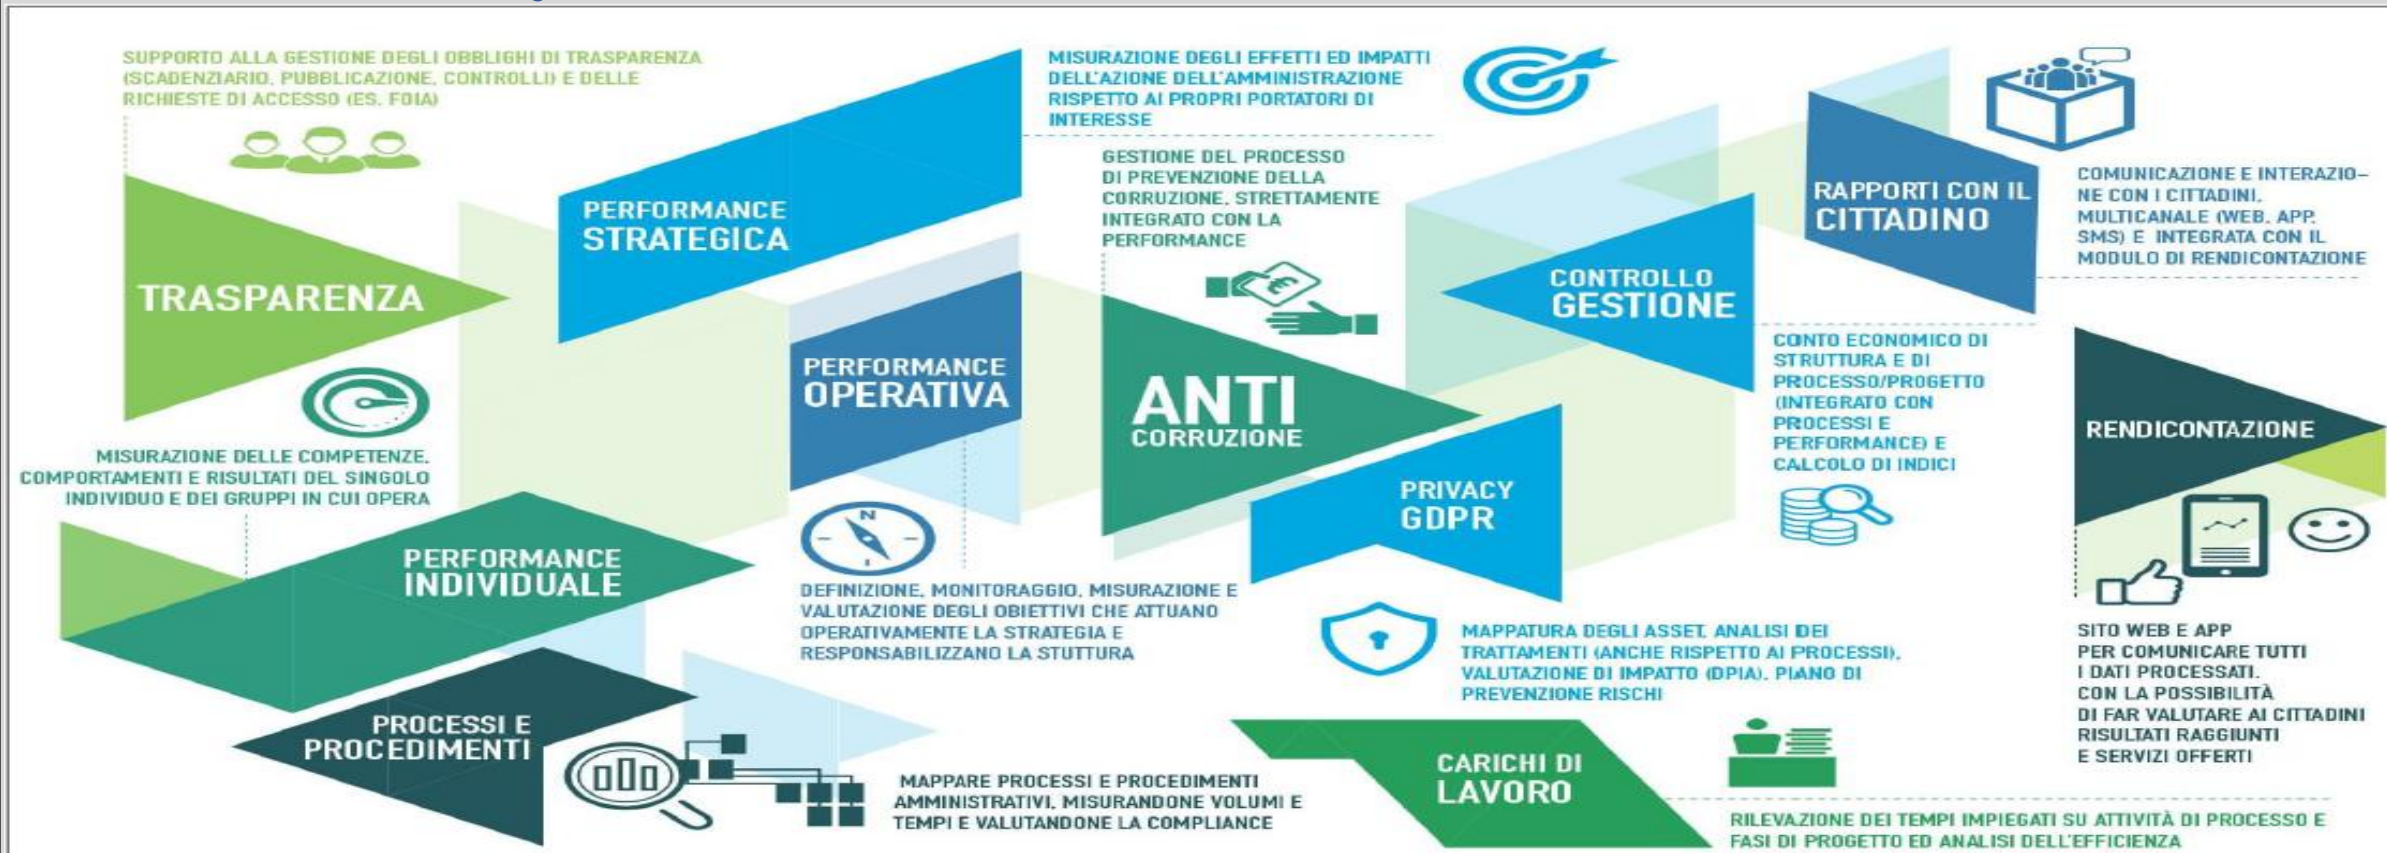 SUPPORTO ALLA GESTIONE DEGLI OBBLIGHI DI TRASPARENZA
(SCADENZIARIO, PUBBLICAZIONE, CONTROLLI) E DELLE
RICHIESTE DI ACCESSO (ES. FOIA)
TRASPARENZA
MISURAZIONE DELLE COMPETENZE,
COMPORTAMENTI E RISULTATI DEL SINGOLO
INDIVIDUO E DEI GRUPPI IN CUI OPERA
PERFORMANCE
INDIVIDUALE
PROCESSI E
PROCEDIMENTI
MAPPARE PROCESSI E PROCEDIMENTI
AMMINISTRATIVI, MISURANDONE VOLUMI E
TEMPI E VALUTANDONE LA COMPLIANCE
PERFORMANCE
STRATEGICA
MISURAZIONE DEGLI EFFETTI ED IMPATTI
DELL'AZIONE DELL'AMMINISTRAZIONE
RISPETTO AI PROPRI PORTATORI DI
INTERESSE
PERFORMANCE
OPERATIVA
N
DEFINIZIONE, MONITORAGGIO, MISURAZIONE E
VALUTAZIONE DEGLI OBIETTIVI CHE ATTUANO
OPERATIVAMENTE LA STRATEGIA E
RESPONSABILIZZANO LA STUTTURA
GESTIONE DEL PROCESSO
DI PREVENZIONE DELLA
CORRUZIONE, STRETTAMENTE
INTEGRATO CON LA
PERFORMANCE
€
ANTI
CORRUZIONE
PRIVACY
GDPR
MAPPATURA DEGLI ASSET, ANALISI DEI
TRATTAMENTI (ANCHE RISPETTO AI PROCESSI),
VALUTAZIONE DI IMPATTO (DPIA), PIANO DI
PREVENZIONE RISCHI
CARICHI DI
LAVORO
RILEVAZIONE DEI TEMPI IMPIEGATI SU ATTIVITÀ DI PROCESSO E
FASI DI PROGETTO ED ANALISI DELL'EFFICIENZA
CONTROLLO
GESTIONE
CONTO ECONOMICO DI
STRUTTURA E DI
PROCESSO/PROGETTO
(INTEGRATO CON
PROCESSI E
PERFORMANCE) E
CALCOLO DI INDICI
RAPPORTI CON IL
CITTADINO
COMUNICAZIONE E INTERAZIO-
NE CON I CITTADINI,
MULTICANALE (WEB, APP,
SMS) E INTEGRATA CON IL
MODULO DI RENDICONTAZIONE
RENDICONTAZIONE
SITO WEB E APP
PER COMUNICARE TUTTI
I DATI PROCESSATI.
CON LA POSSIBILITÀ
DI FAR VALUTARE AI CITTADINI
RISULTATI RAGGIUNTI
E SERVIZI OFFERTI